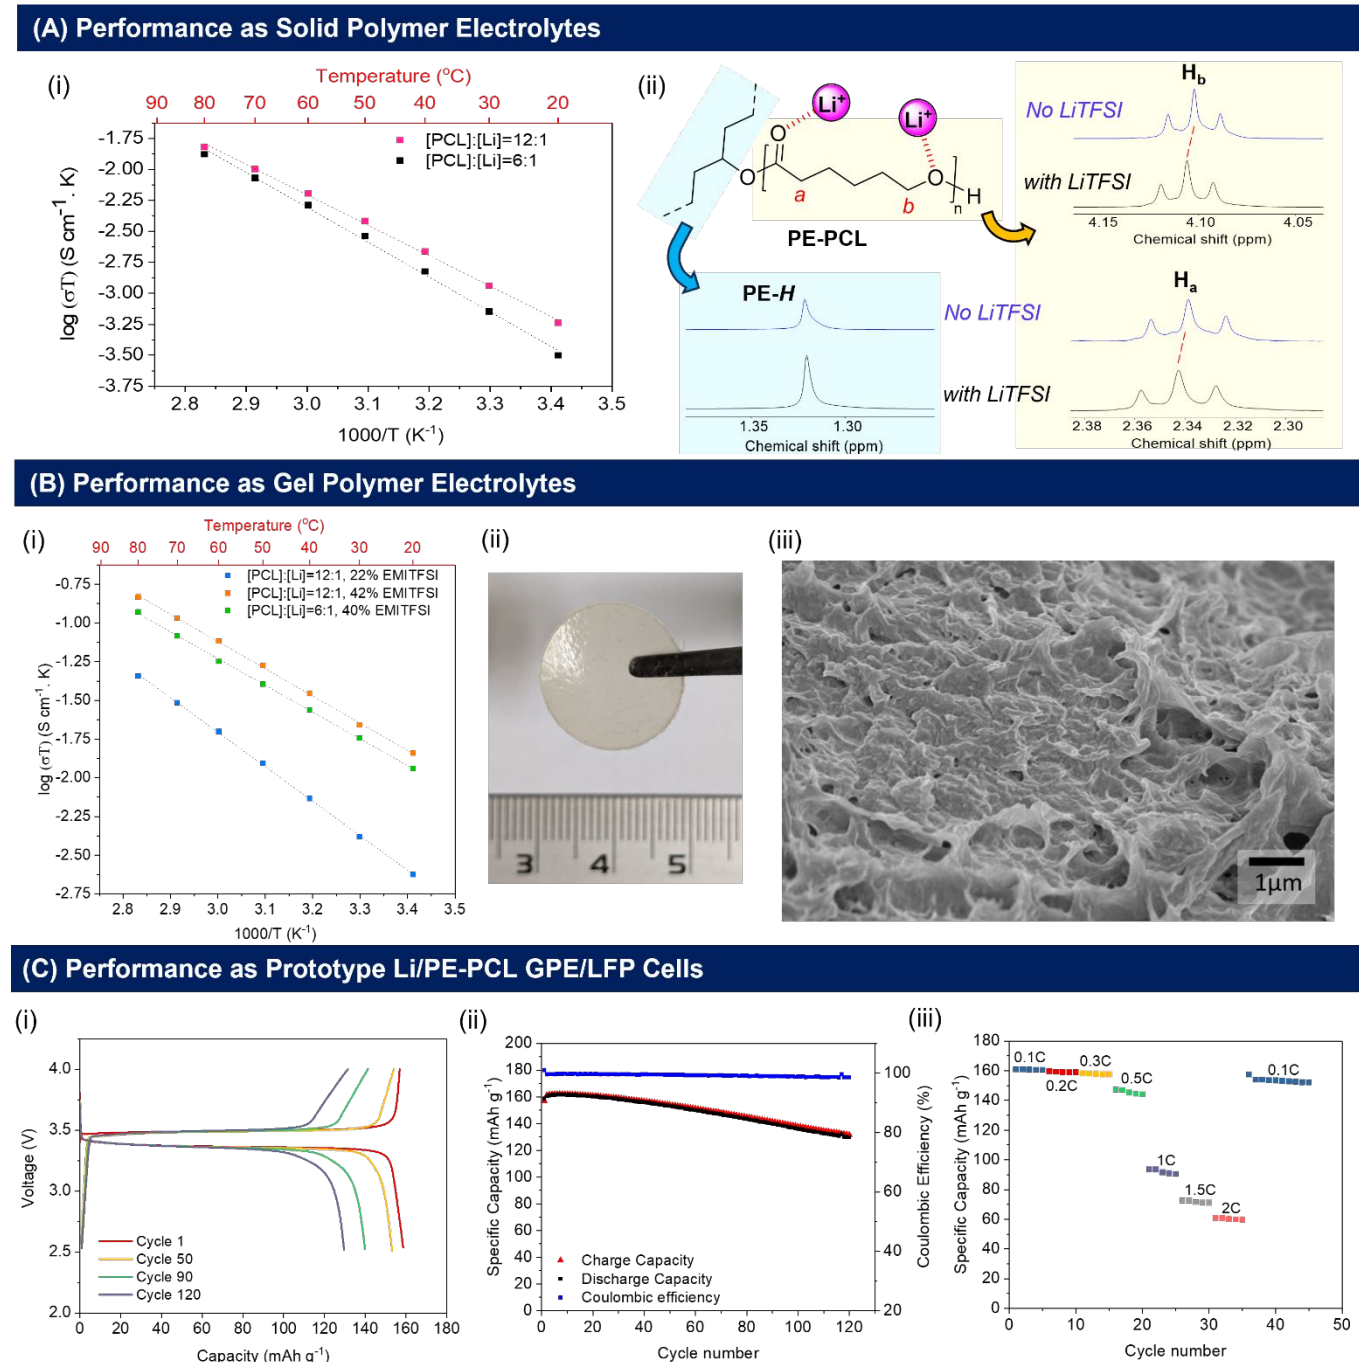 (A) Performance as Solid Polymer Electrolytes
(i)
Temperature (°C)
90 80 70 60 50 40 30 20
[PCL]:[Li]=12:1
[PCL]:[Li]=6:1
-1.75
-2.00
-2.25
-2.50
-2.75
-3.00
-3.25
-3.50
-3.75
log (σT) (S cm⁻¹. K)
2.8 2.9 3.0 3.1 3.2 3.3 3.4 3.5
1000/T (K⁻¹)
(ii)
Li⁺
Li⁺
O
O
O
H
n
a
b
PE-PCL
PE-H
1.35 1.30
Chemical shift (ppm)
No LiTFSI
with LiTFSI
Hb
No LiTFSI
with LiTFSI
4.15 4.10 4.05
Chemical shift (ppm)
Ha
2.38 2.36 2.34 2.32 2.30
Chemical shift (ppm)
(B) Performance as Gel Polymer Electrolytes
(i)
Temperature (°C)
90 80 70 60 50 40 30 20
[PCL]:[Li]=12:1, 22% EMITFSI
[PCL]:[Li]=12:1, 42% EMITFSI
[PCL]:[Li]=6:1, 40% EMITFSI
-0.75
-1.00
-1.25
-1.50
-1.75
-2.00
-2.25
-2.50
-2.75
log (σT) (S cm⁻¹. K)
2.8 2.9 3.0 3.1 3.2 3.3 3.4 3.5
1000/T (K⁻¹)
(ii)
3 4 5
(iii)
1μm
(C) Performance as Prototype Li/PE-PCL GPE/LFP Cells
(i)
4.0
3.5
3.0
2.5
2.0
Voltage (V)
Cycle 1
Cycle 50
Cycle 90
Cycle 120
0 20 40 60 80 100 120 140 160 180
Capacity (mAh g⁻¹)
(ii)
200
180
160
140
120
100
80
60
40
20
0
Specific Capacity (mAh g⁻¹)
Charge Capacity
Discharge Capacity
Coulombic efficiency
0 20 40 60 80 100 120
Cycle number
120
100
80
60
40
20
Coulombic Efficiency (%)
(iii)
180
160
140
120
100
80
60
40
20
0
Specific Capacity (mAh g⁻¹)
0.1C
0.2C
0.3C
0.5C
1C
1.5C
2C
0.1C
0 10 20 30 40 50
Cycle number